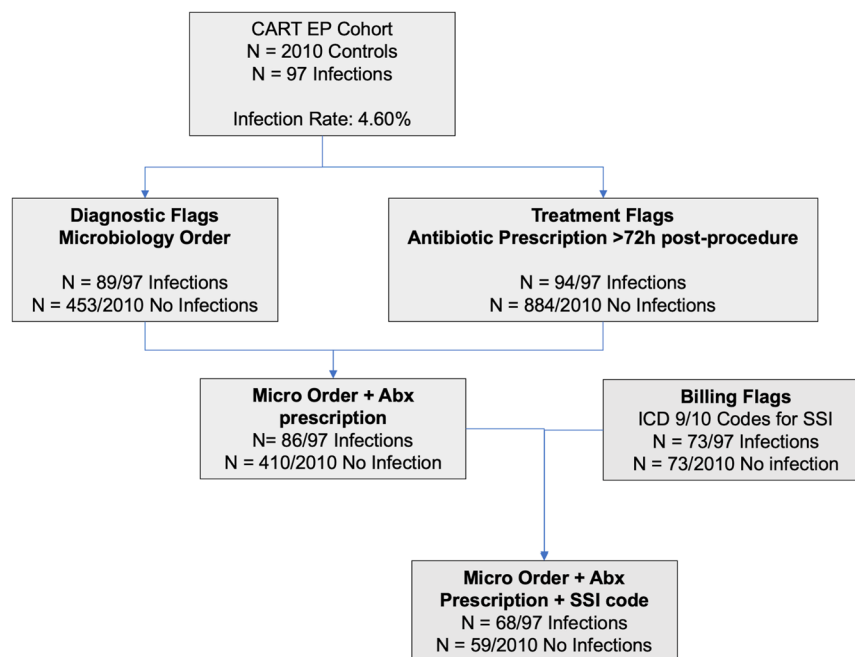 CART EP Cohort
N = 2010 Controls
N = 97 Infections
Infection Rate: 4.60%
Diagnostic Flags
Microbiology Order
N = 89/97 Infections
N = 453/2010 No Infections
Treatment Flags
Antibiotic Prescription >72h post-procedure
N = 94/97 Infections
N = 884/2010 No Infections
Micro Order + Abx
prescription
N= 86/97 Infections
N = 410/2010 No Infection
Billing Flags
ICD 9/10 Codes for SSI
N = 73/97 Infections
N = 73/2010 No infection
Micro Order + Abx
Prescription + SSI code
N = 68/97 Infections
N = 59/2010 No Infections